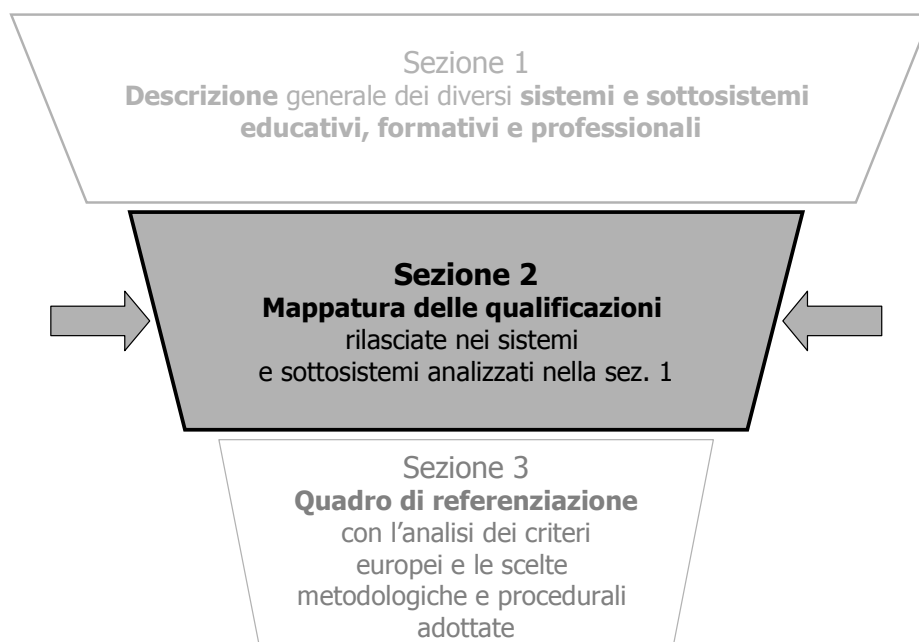 Sezione 1
Descrizione generale dei diversi sistemi e sottosistemi
educativi, formativi e professionali
Sezione 2
Mappatura delle qualificazioni
rilasciate nei sistemi
e sottosistemi analizzati nella sez. 1
Sezione 3
Quadro di referenziazione
con l'analisi dei criteri
europei e le scelte
metodologiche e procedurali
adottate